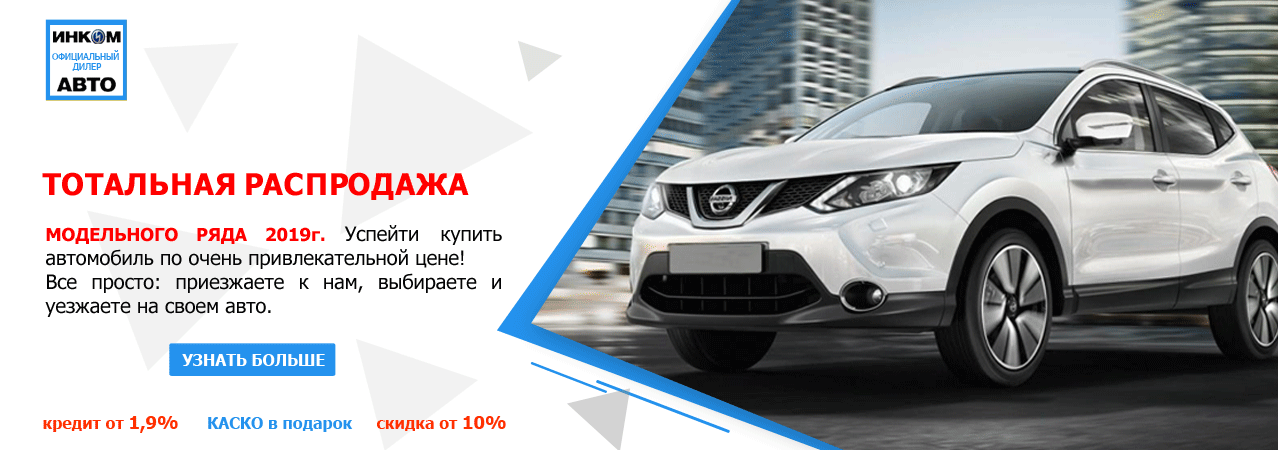 ИНКОМ
ОФИЦИАЛЬНЫЙ
ДИЛЕР
АВТО
ТОТАЛЬНАЯ РАСПРОДАЖА
МОДЕЛЬНОГО РЯДА 2019г. Успейти купить
автомобиль по очень привлекательной цене!
Все просто: приезжаете к нам, выбираете и
уезжаете на своем авто.
УЗНАТЬ БОЛЬШЕ
кредит от 1,9% КАСКО в подарок скидка от 10%